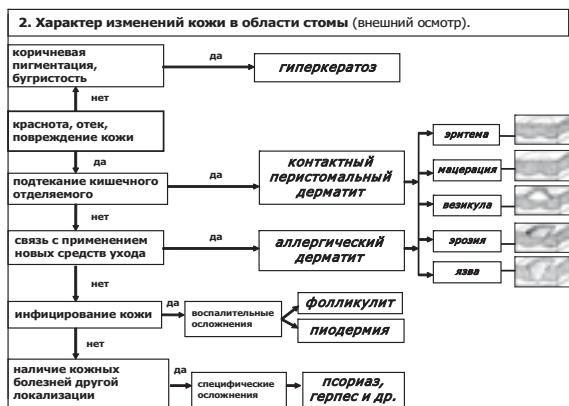 2. Характер изменений кожи в области стомы (внешний осмотр).
коричневая
пигментация,
бугристость
да
гиперкератоз
нет
краснота, отек,
повреждение кожи
да
подтекание кишечного
отделяемого
да
контактный
перистомальный
дерматит
эритема
мацерация
везикула
эрозия
язва
нет
связь с применением
новых средств ухода
да
аллергический
дерматит
нет
инфицирование кожи
да
воспалительные
осложнения
фолликулит
пиодермия
нет
наличие кожных
болезней другой
локализации
да
специфические
осложнения
псориаз,
герпес и др.